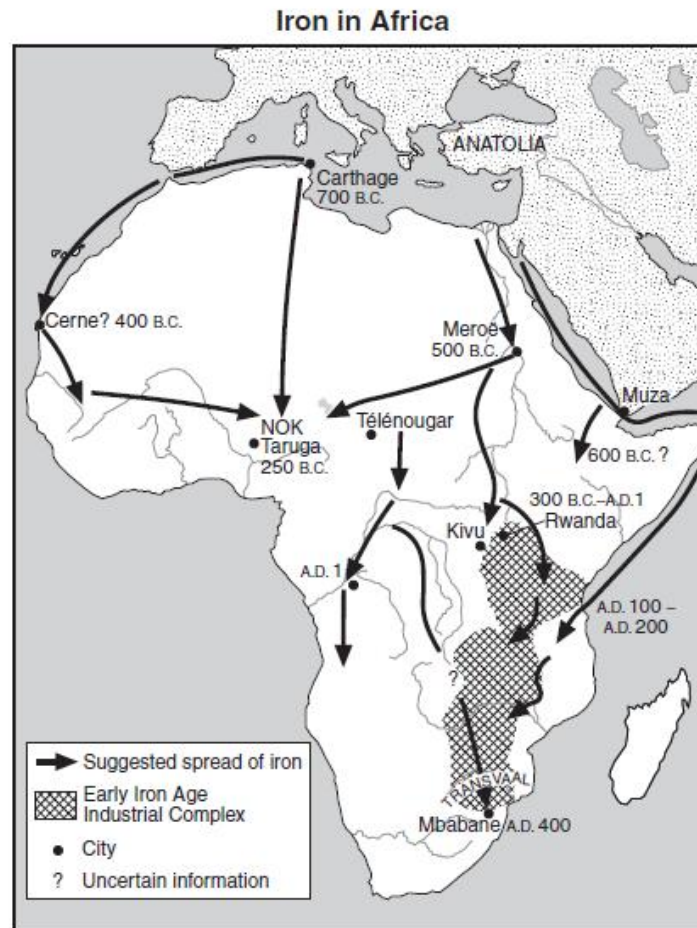 Iron in Africa
ANATOLIA
Carthage
700 B.C.
Cerne? 400 B.C.
Meroë
500 B.C.
Muza
NOK
Taruga
250 B.C.
Télénougar
600 B.C. ?
300 B.C.–A.D.1
Rwanda
Kivu
A.D. 1
A.D. 100 –
A.D. 200
?
TRANSVAAL
Mbabane A.D. 400
Suggested spread of iron
Early Iron Age
Industrial Complex
City
? Uncertain information